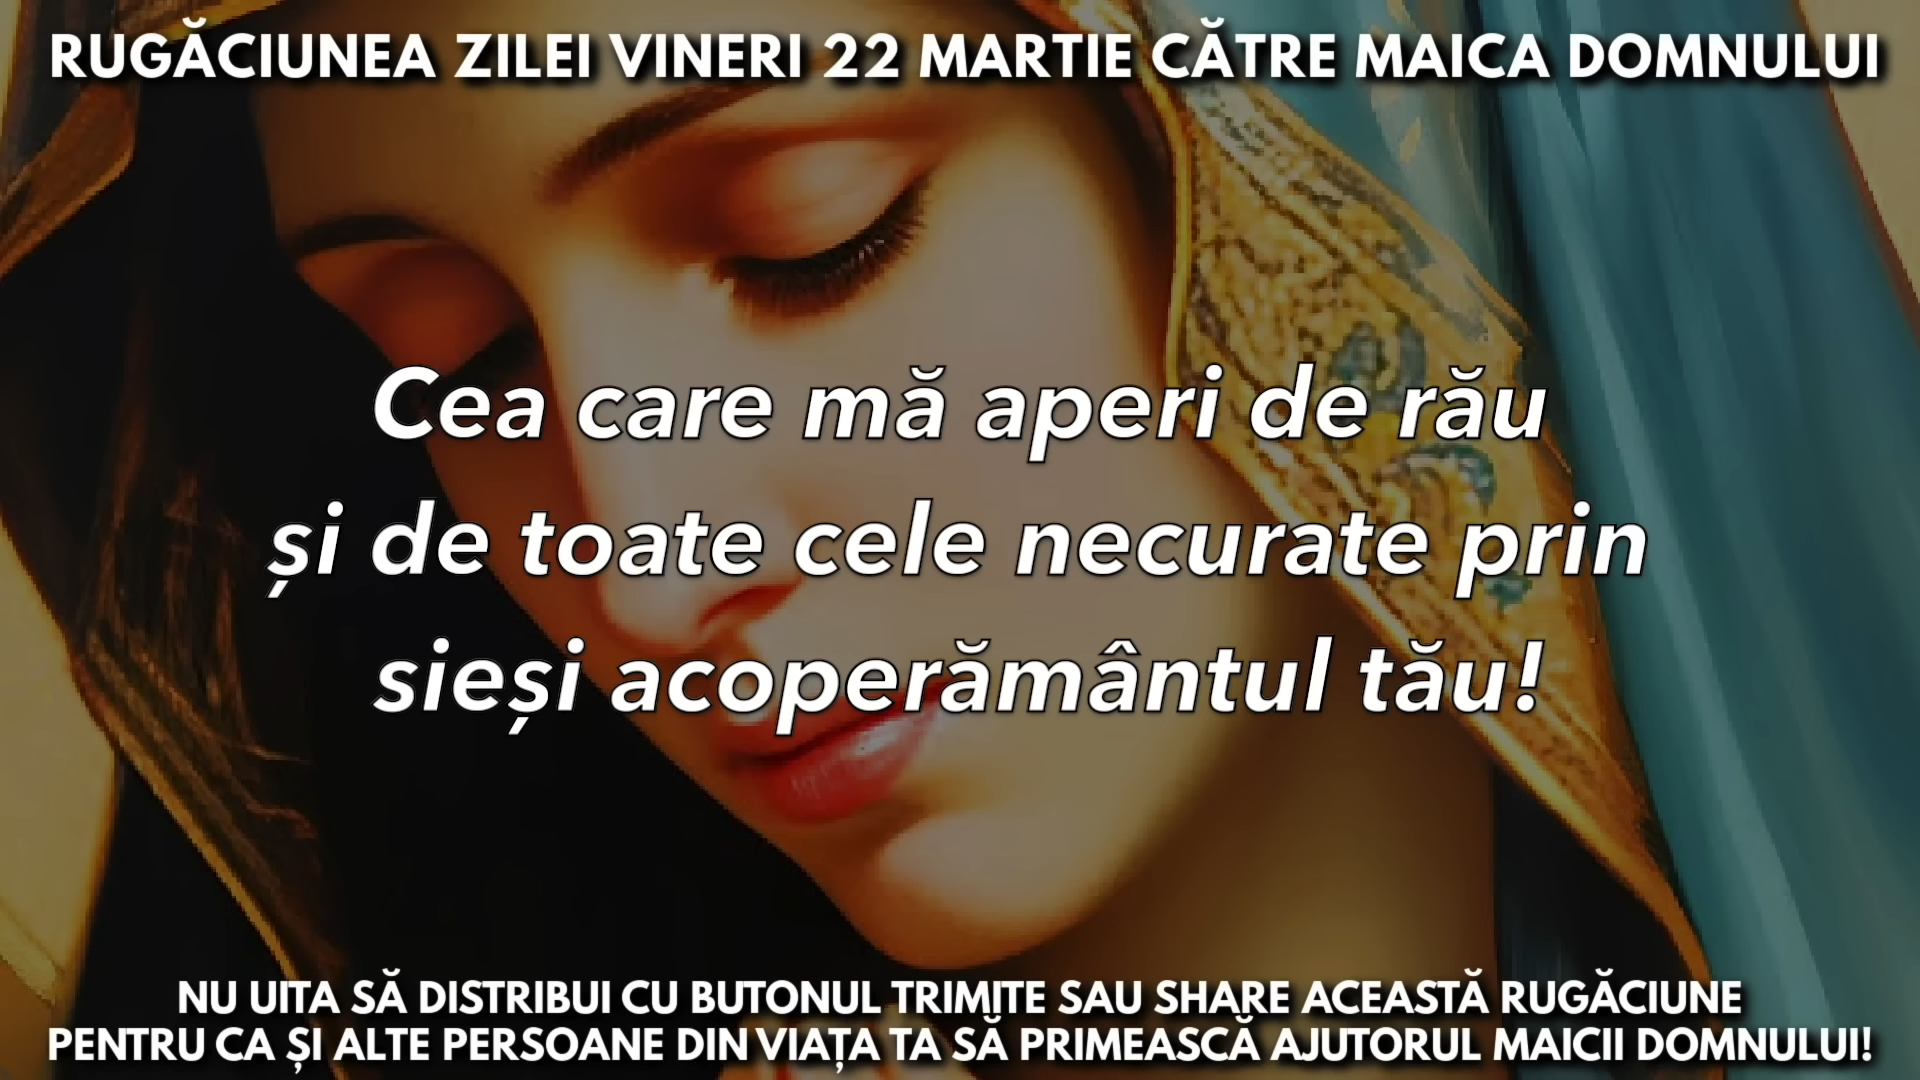 RUGĂCIUNEA ZILEI VINERI 22 MARTIE CĂTRE MAICA DOMNULUI
Cea care mă aperi de rău
și de toate cele necurate prin
sieși acoperământul tău!
NU UITA SĂ DISTRIBUI CU BUTONUL TRIMITE SAU SHARE ACEASTĂ RUGĂCIUNE
PENTRU CA ȘI ALTE PERSOANE DIN VIAȚA TA SĂ PRIMEASCĂ AJUTORUL MAICII DOMNULUI!